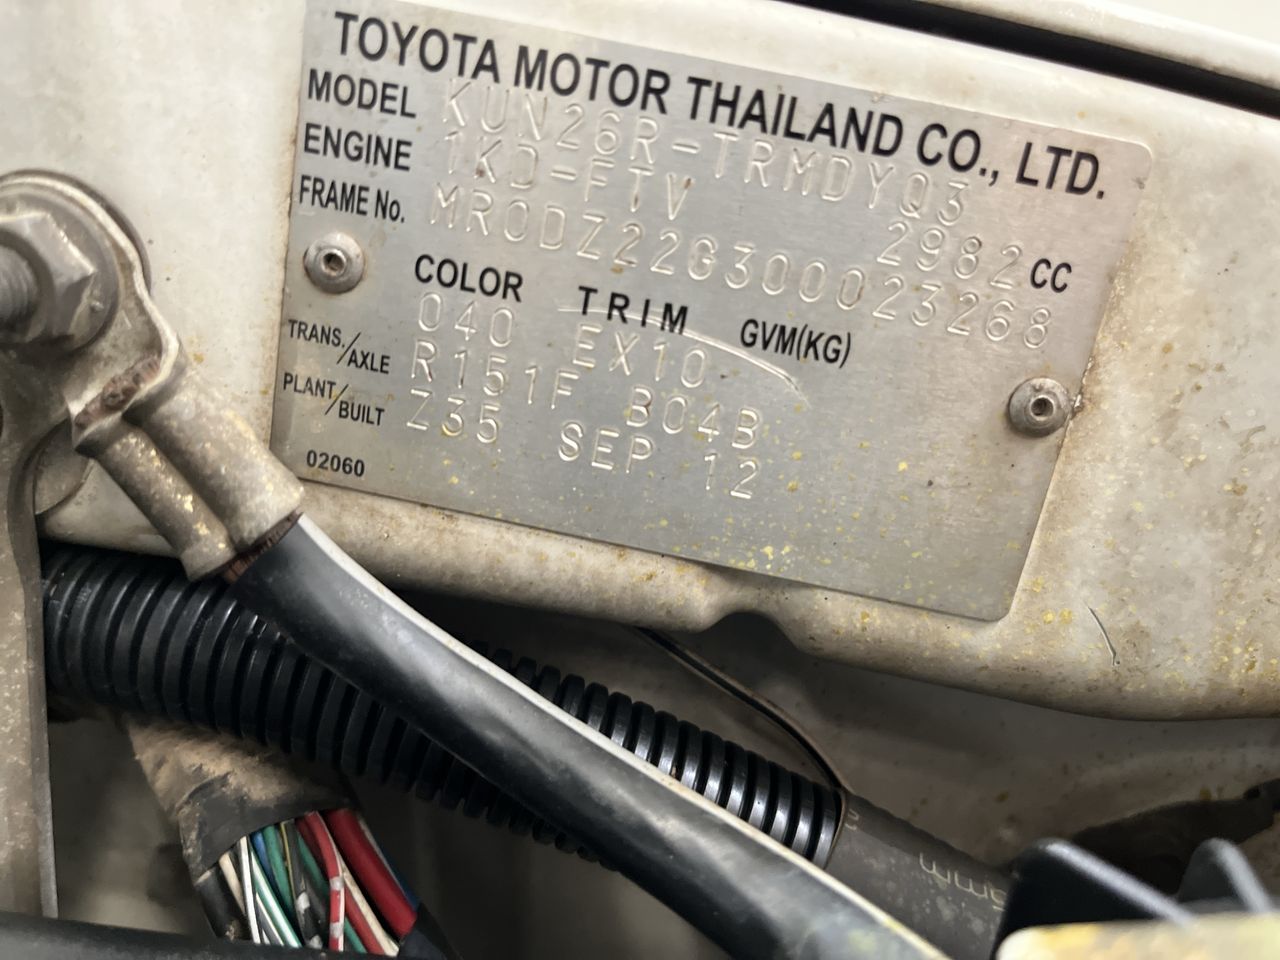 TOYOTA MOTOR THAILAND CO., LTD.
MODEL KUN26R-TRMDYQ3
ENGINE 1KD-FTV 2982 CC
FRAME No. MR0DZ22G300023268
COLOR TRIM GVM(KG)
040 EX10
TRANS./AXLE R151F B04B
PLANT/BUILT Z35 SEP 12
02060